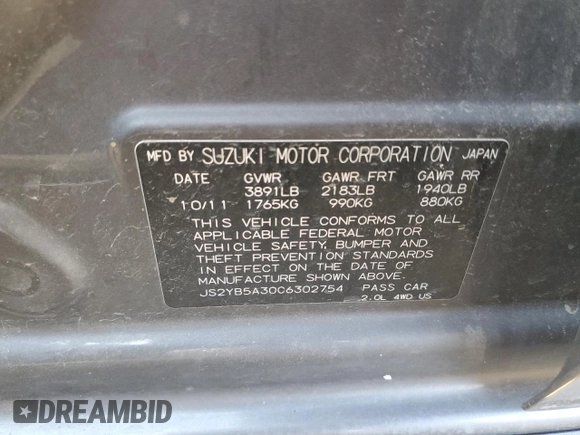 MFD BY SUZUKI MOTOR CORPORATION JAPAN
DATE GVWR GAWR FRT GAWR RR
3891LB 2183LB 1940LB
10/11 1765KG 990KG 880KG
THIS VEHICLE CONFORMS TO ALL
APPLICABLE FEDERAL MOTOR
VEHICLE SAFETY, BUMPER AND
THEFT PREVENTION STANDARDS
IN EFFECT ON THE DATE OF
MANUFACTURE SHOWN ABOVE.
JS2YB5A30C6302754 PASS CAR
2.0L 4WD US
DREAMBID